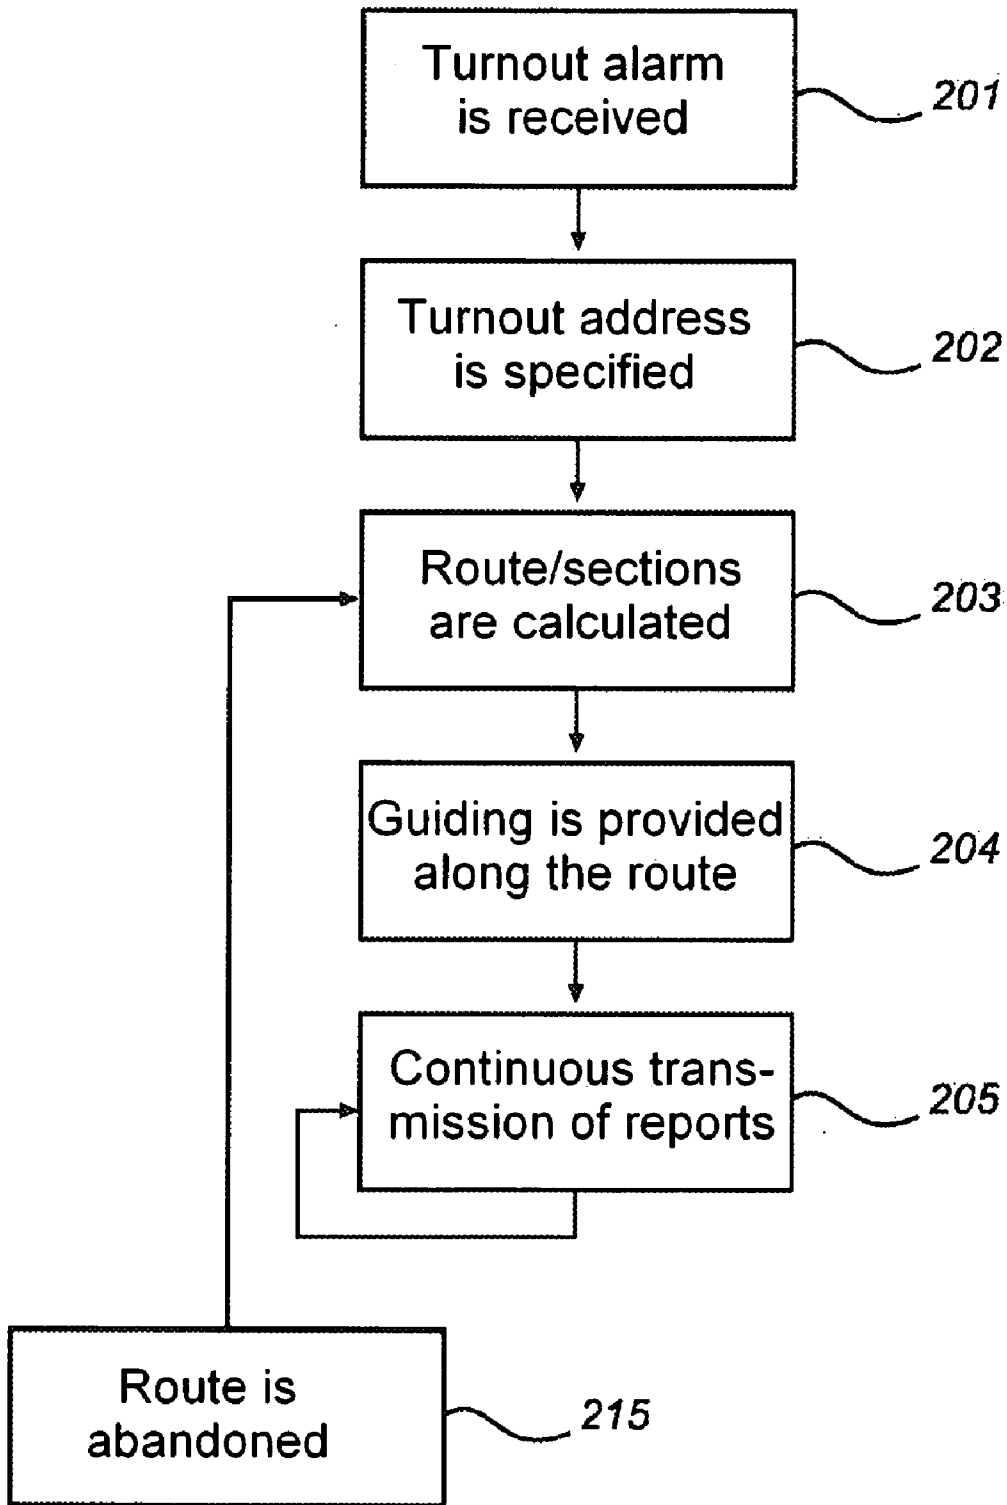 Turnout alarm
is received
201
Turnout address
is specified
202
Route/sections
are calculated
203
Guiding is provided
along the route
204
Continuous trans-
mission of reports
205
Route is
abandoned
215